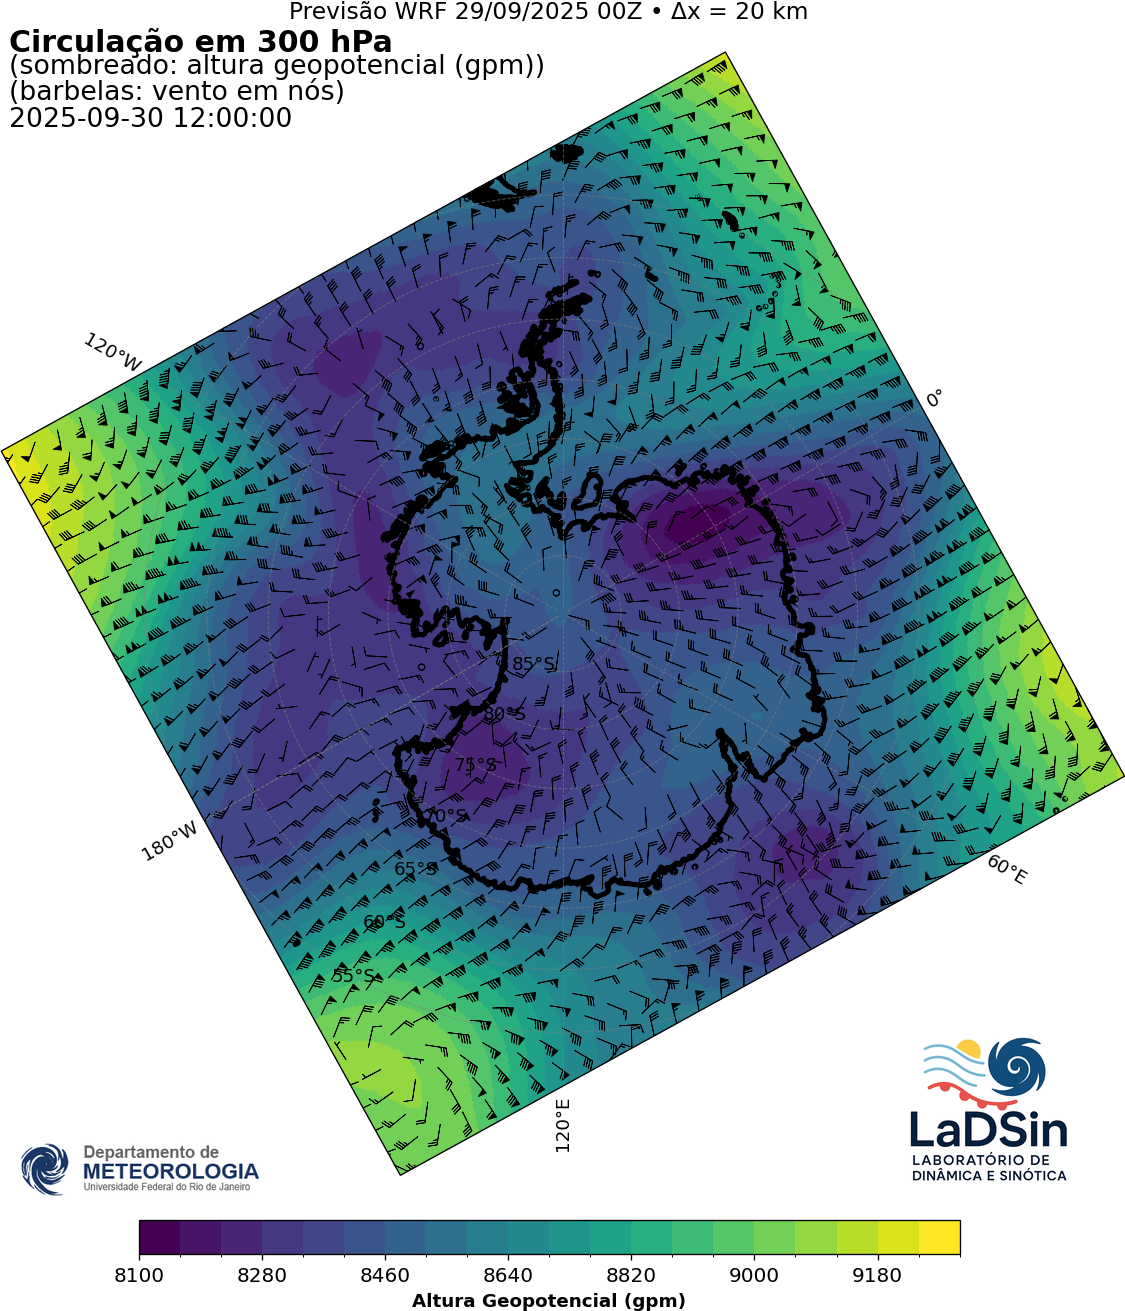 Previsão WRF 29/09/2025 00Z • Δx = 20 km
Circulação em 300 hPa
(sombreado: altura geopotencial (gpm))
(barbelas: vento em nós)
2025-09-30 12:00:00
120°W
0°
85°S
80°S
75°S
70°S
65°S
60°S
55°S
180°W
60°E
120°E
LaDSin
LABORATÓRIO DE
DINÂMICA E SINÓTICA
Departamento de
METEOROLOGIA
Universidade Federal do Rio de Janeiro
8100 8280 8460 8640 8820 9000 9180
Altura Geopotencial (gpm)